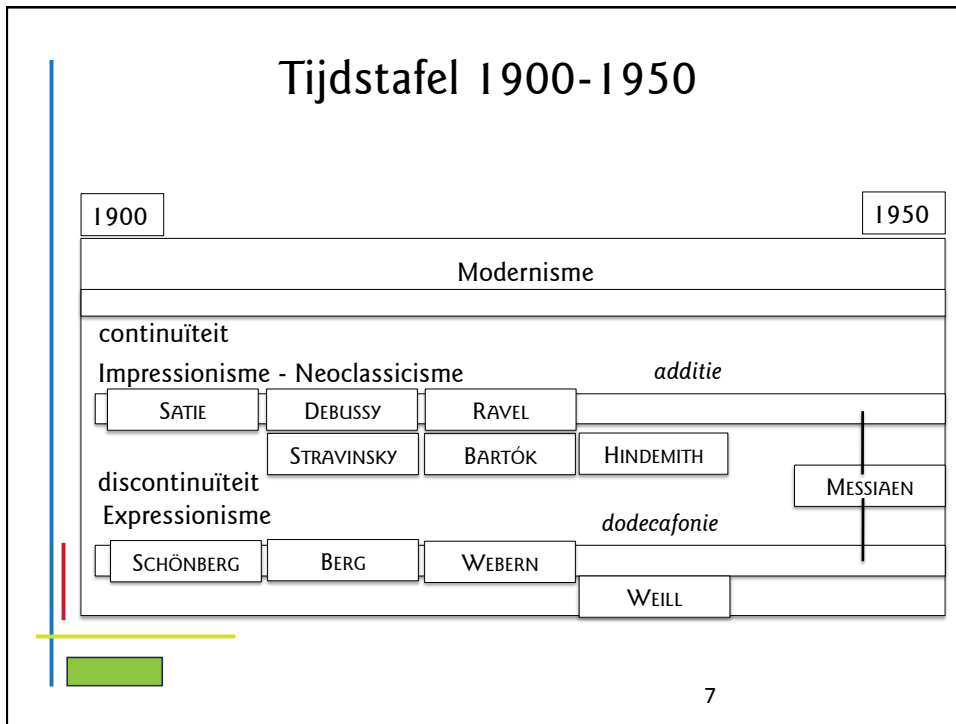 Tijdstafel 1900-1950
1900
1950
Modernisme
continuïteit
Impressionisme - Neoclassicisme
additie
SATIE
DEBUSSY
RAVEL
STRAVINSKY
BARTÓK
HINDEMITH
discontinuïteit
MESSIAEN
Expressionisme
dodecafonie
SCHÖNBERG
BERG
WEBERN
WEILL
7